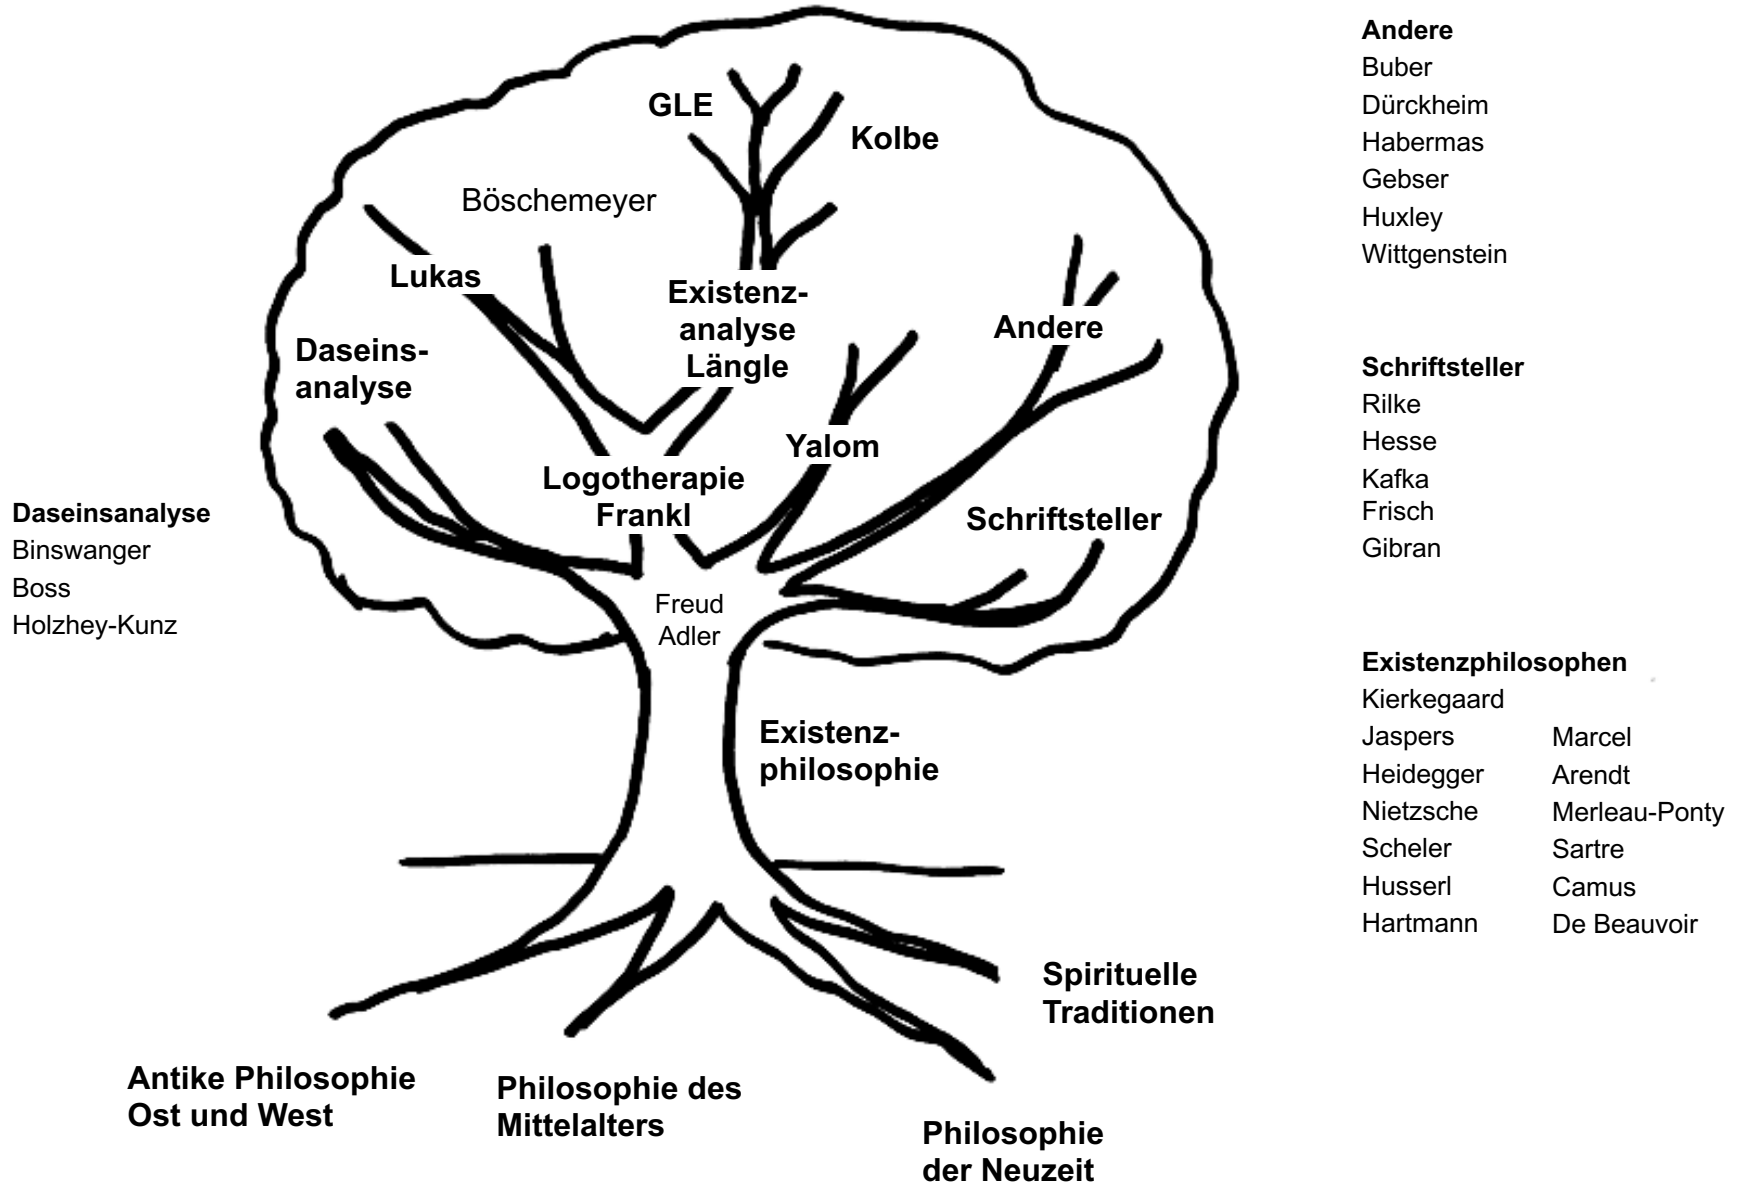 GLE
Kolbe
Böschemeyer
Lukas
Existenz-
analyse
Längle
Andere
Daseins-
analyse
Yalom
Logotherapie
Frankl
Schriftsteller
Freud
Adler
Existenz-
philosophie
Spirituelle
Traditionen
Antike Philosophie
Ost und West
Philosophie des
Mittelalters
Philosophie
der Neuzeit
Daseinsanalyse
Binswanger
Boss
Holzhey-Kunz
Andere
Buber
Dürckheim
Habermas
Gebser
Huxley
Wittgenstein
Schriftsteller
Rilke
Hesse
Kafka
Frisch
Gibran
Existenzphilosophen
Kierkegaard
Jaspers
Heidegger
Nietzsche
Scheler
Husserl
Hartmann
Marcel
Arendt
Merleau-Ponty
Sartre
Camus
De Beauvoir